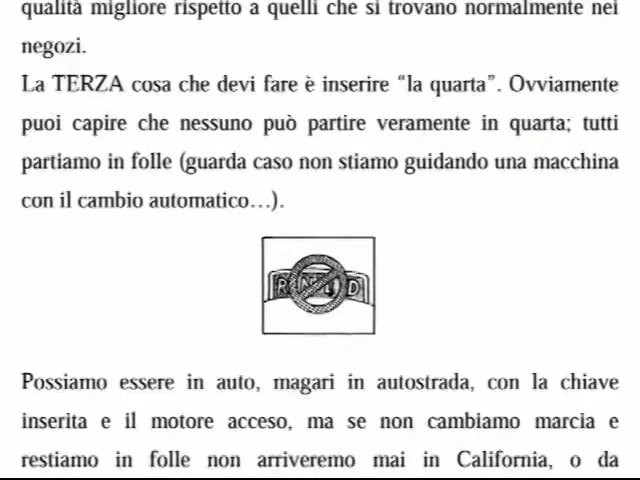 qualità migliore rispetto a quelli che si trovano normalmente nei
negozi.
La TERZA cosa che devi fare è inserire “la quarta”. Ovviamente
puoi capire che nessuno può partire veramente in quarta; tutti
partiamo in folle (guarda caso non stiamo guidando una macchina
con il cambio automatico…).
R N D
Possiamo essere in auto, magari in autostrada, con la chiave
inserita e il motore acceso, ma se non cambiamo marcia e
restiamo in folle non arriveremo mai in California, o da